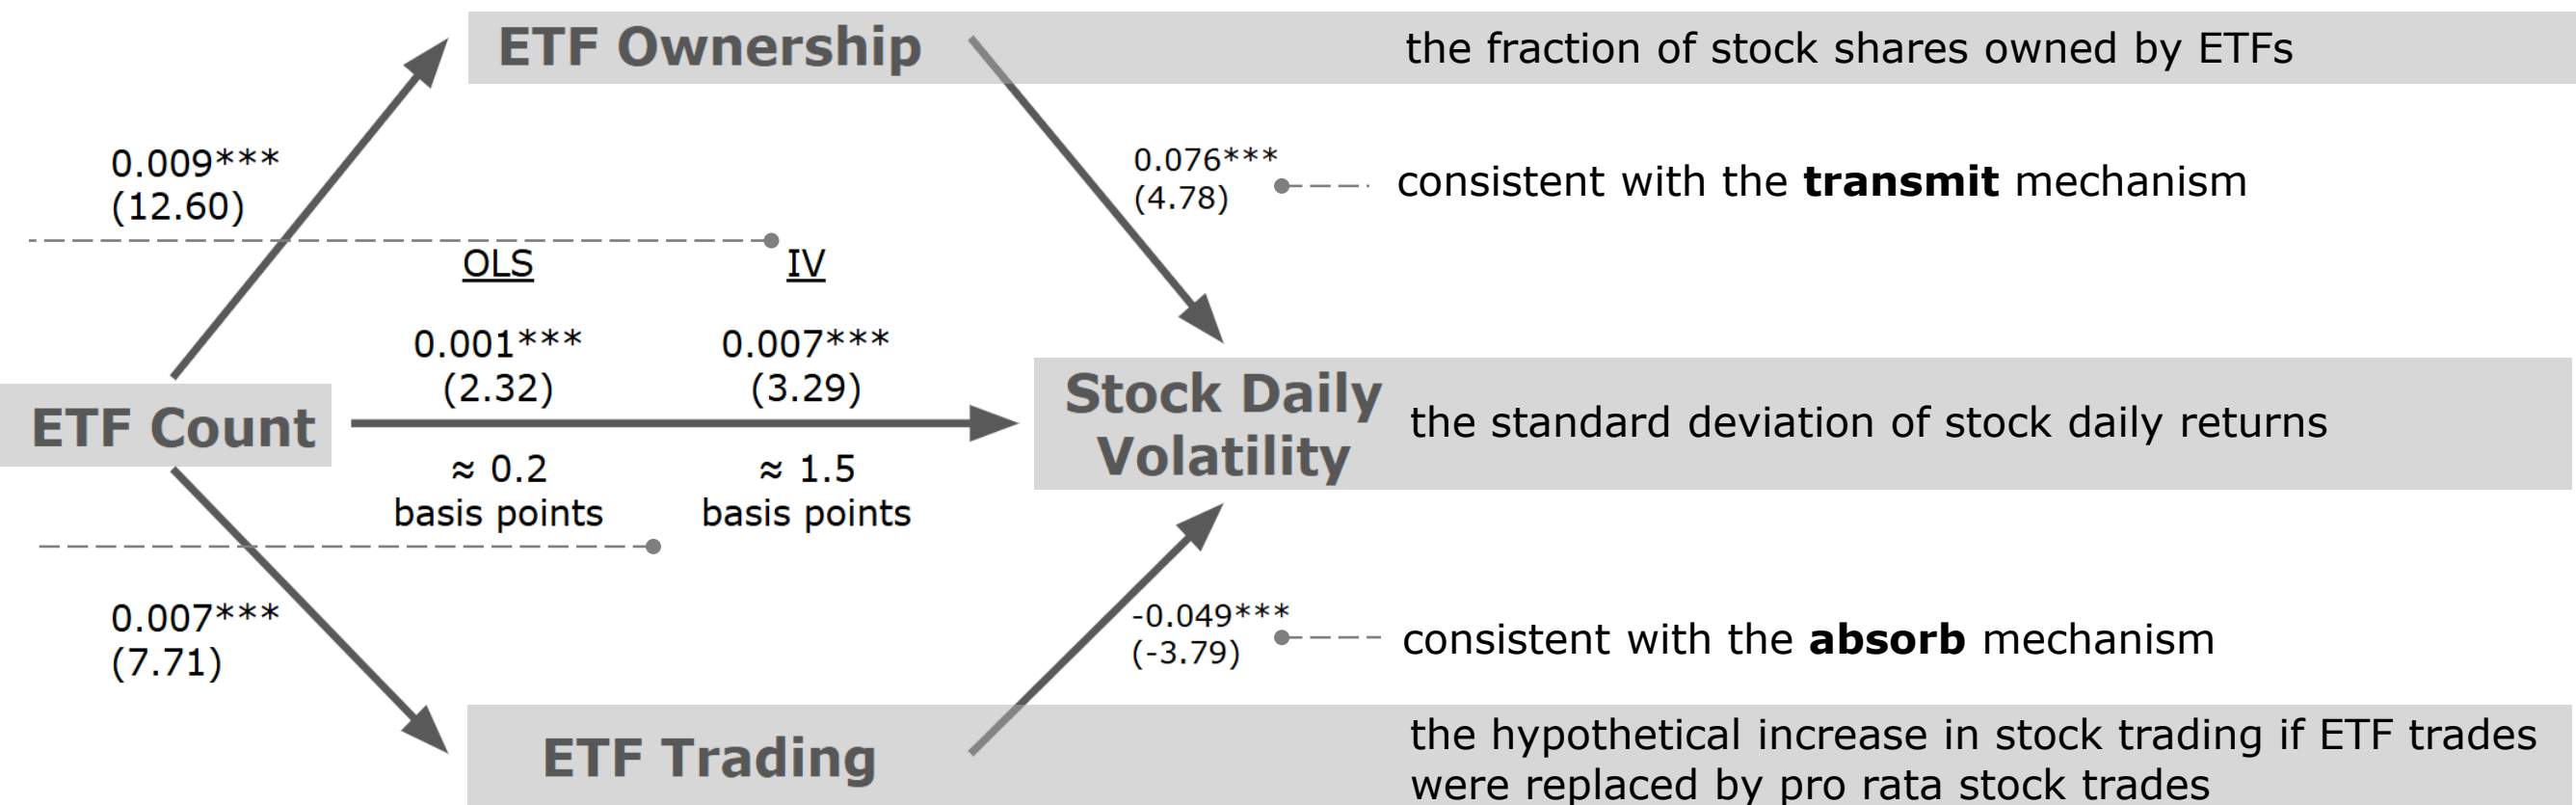 ETF Ownership
the fraction of stock shares owned by ETFs
0.009***
(12.60)
0.076***
(4.78)
consistent with the transmit mechanism
OLS
IV
0.001***
(2.32)
0.007***
(3.29)
ETF Count
Stock Daily
Volatility
the standard deviation of stock daily returns
≈ 0.2
basis points
≈ 1.5
basis points
0.007***
(7.71)
-0.049***
(-3.79)
consistent with the absorb mechanism
ETF Trading
the hypothetical increase in stock trading if ETF trades
were replaced by pro rata stock trades